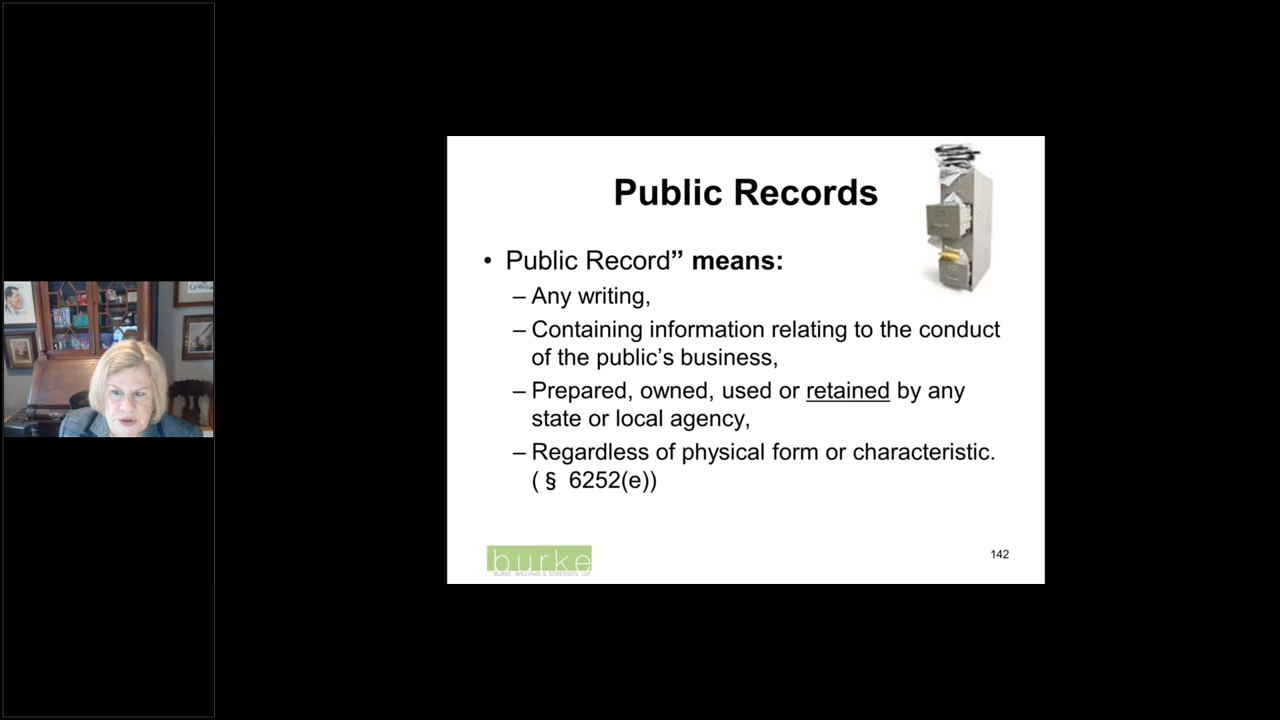 Public Records
• Public Record” means:
– Any writing,
– Containing information relating to the conduct
of the public’s business,
– Prepared, owned, used or retained by any
state or local agency,
– Regardless of physical form or characteristic.
( § 6252(e))
burke
BURKE, WILLIAMS & SORENSEN, LLP
142